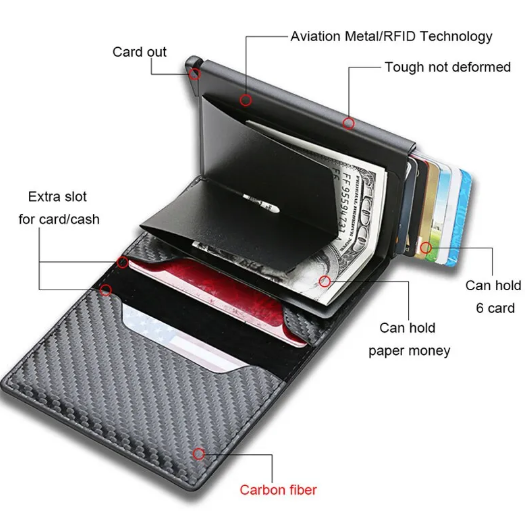 Aviation Metal/RFID Technology
Card out
Tough not deformed
Extra slot
for card/cash
Can hold
6 card
Can hold
paper money
Carbon fiber